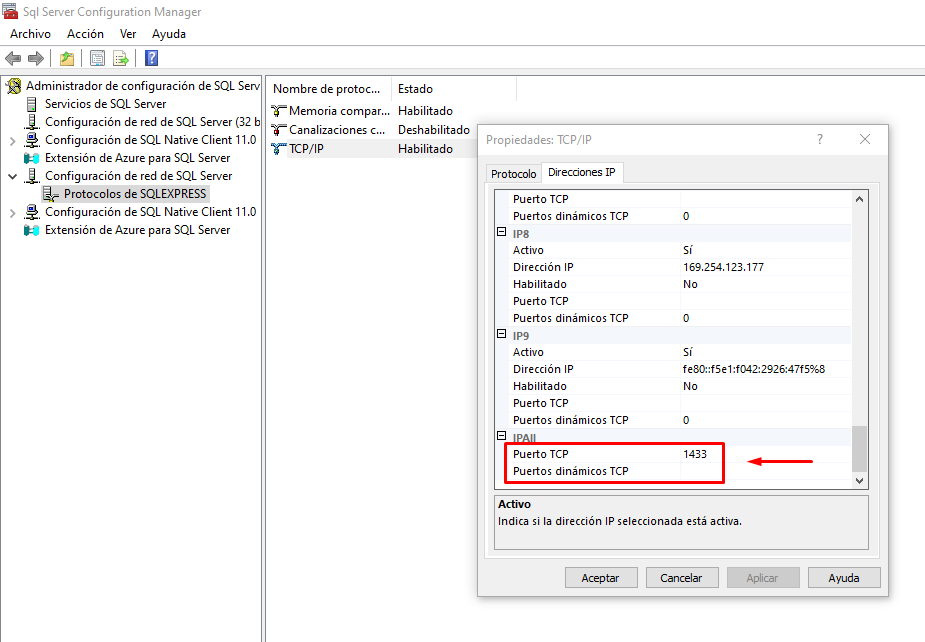 Sql Server Configuration Manager
Archivo Acción Ver Ayuda
Administrador de configuración de SQL Serv
Servicios de SQL Server
Configuración de red de SQL Server (32 b
Configuración de SQL Native Client 11.0
Extensión de Azure para SQL Server
Configuración de red de SQL Server
Protocolos de SQLEXPRESS
Configuración de SQL Native Client 11.0
Extensión de Azure para SQL Server
Nombre de protoc... Estado
Memoria compar... Habilitado
Canalizaciones c... Deshabilitado
TCP/IP Habilitado
Propiedades: TCP/IP ?
Protocolo Direcciones IP
Puerto TCP
Puertos dinámicos TCP 0
IP8
Activo Sí
Dirección IP 169.254.123.177
Habilitado No
Puerto TCP
Puertos dinámicos TCP 0
IP9
Activo Sí
Dirección IP fe80::f5e1:f042:2926:47f5%8
Habilitado No
Puerto TCP
Puertos dinámicos TCP 0
IPAll
Puerto TCP 1433
Puertos dinámicos TCP
Activo
Indica si la dirección IP seleccionada está activa.
Aceptar Cancelar Aplicar Ayuda